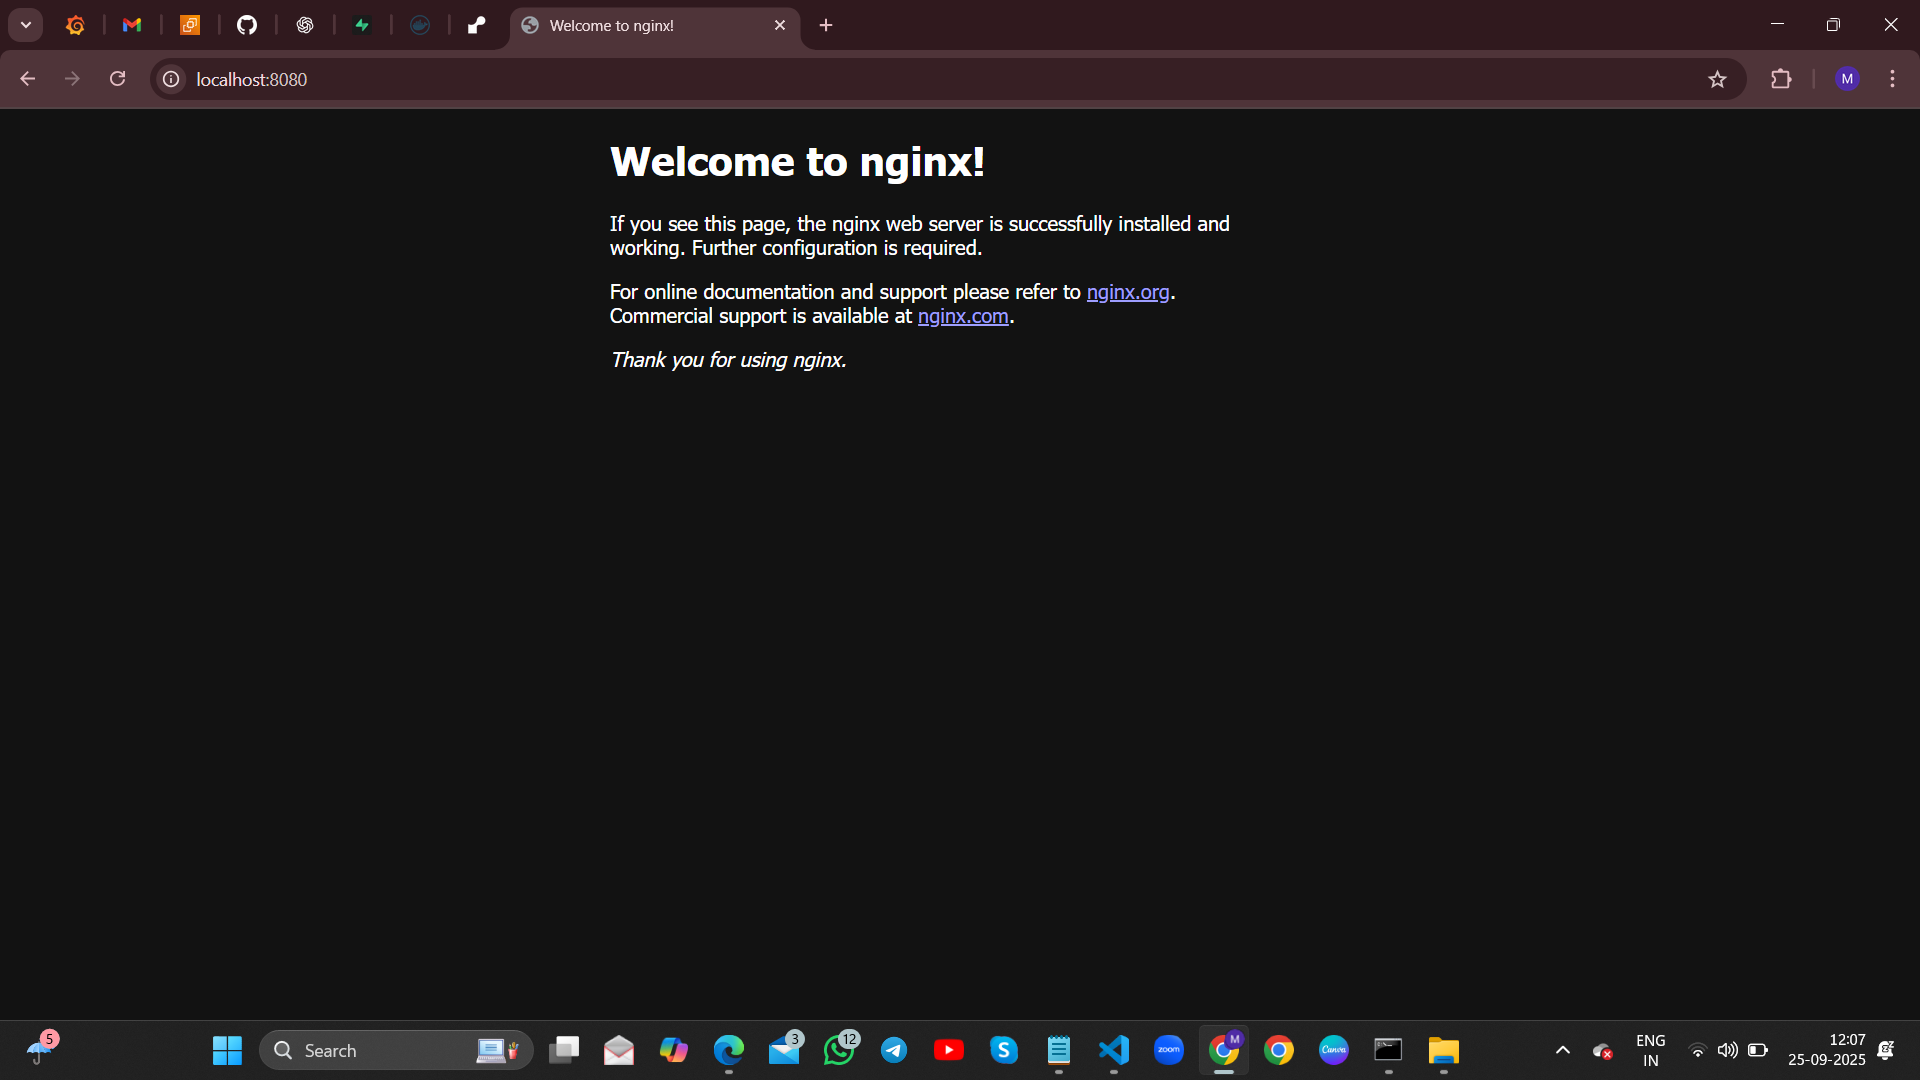 Welcome to nginx!
localhost:8080
Welcome to nginx!
If you see this page, the nginx web server is successfully installed and
working. Further configuration is required.
For online documentation and support please refer to nginx.org.
Commercial support is available at nginx.com.
Thank you for using nginx.
M
5
Search
3
12
S
zoom
M
Canva
ENG
IN
12:07
25-09-2025